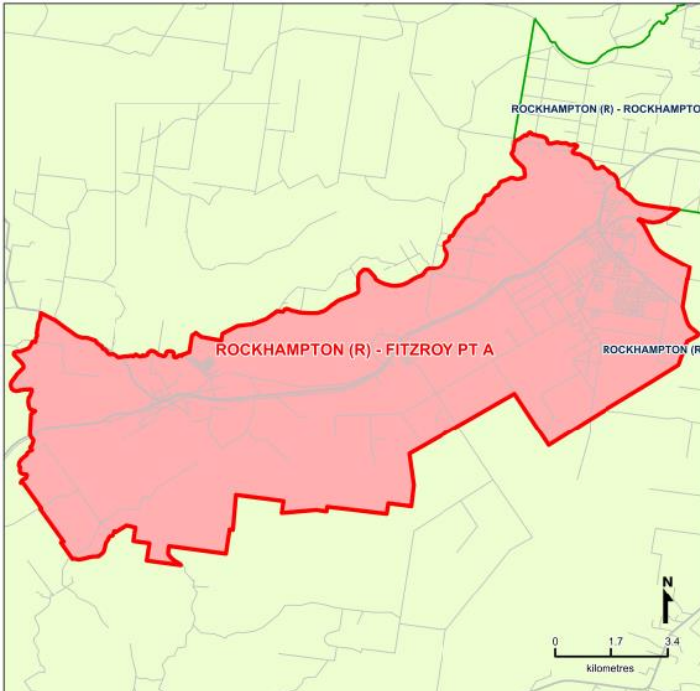 ROCKHAMPTON (R) - ROCKHAMPTO
ROCKHAMPTON (R) - FITZROY PT A
ROCKHAMPTON (R
N
0 1.7 3.4
kilometres